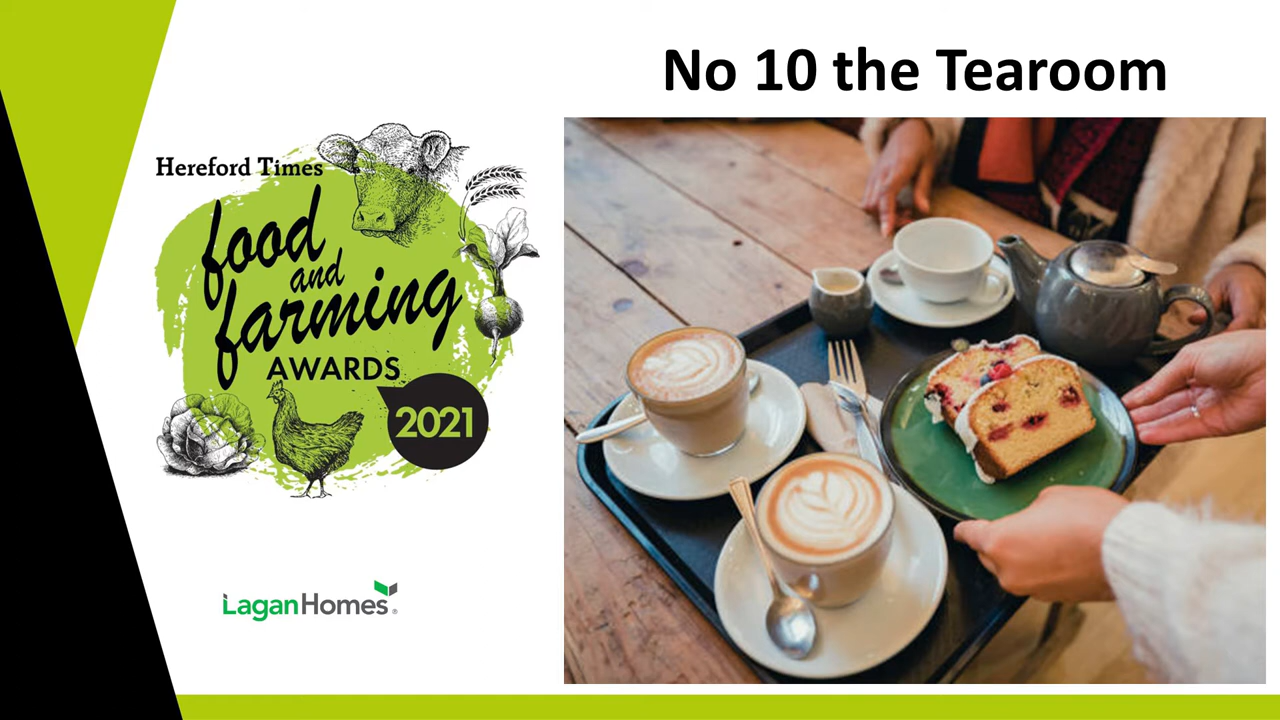 No 10 the Tearoom
Hereford Times
food
and
farming
AWARDS
2021
LaganHomes®